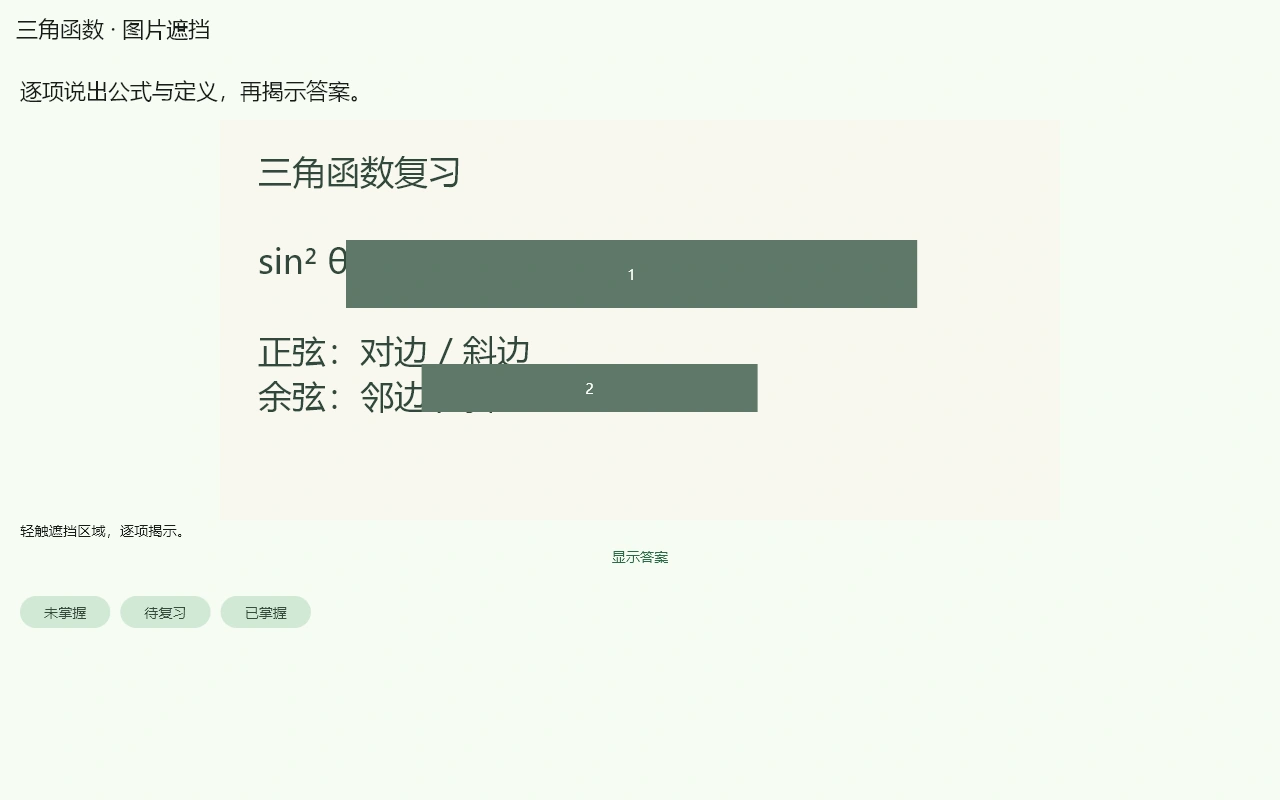 三角函数 · 图片遮挡
逐项说出公式与定义，再揭示答案。
三角函数复习
sin² θ
1
正弦：对边 / 斜边
余弦：邻边
2
轻触遮挡区域，逐项揭示。
显示答案
未掌握
待复习
已掌握